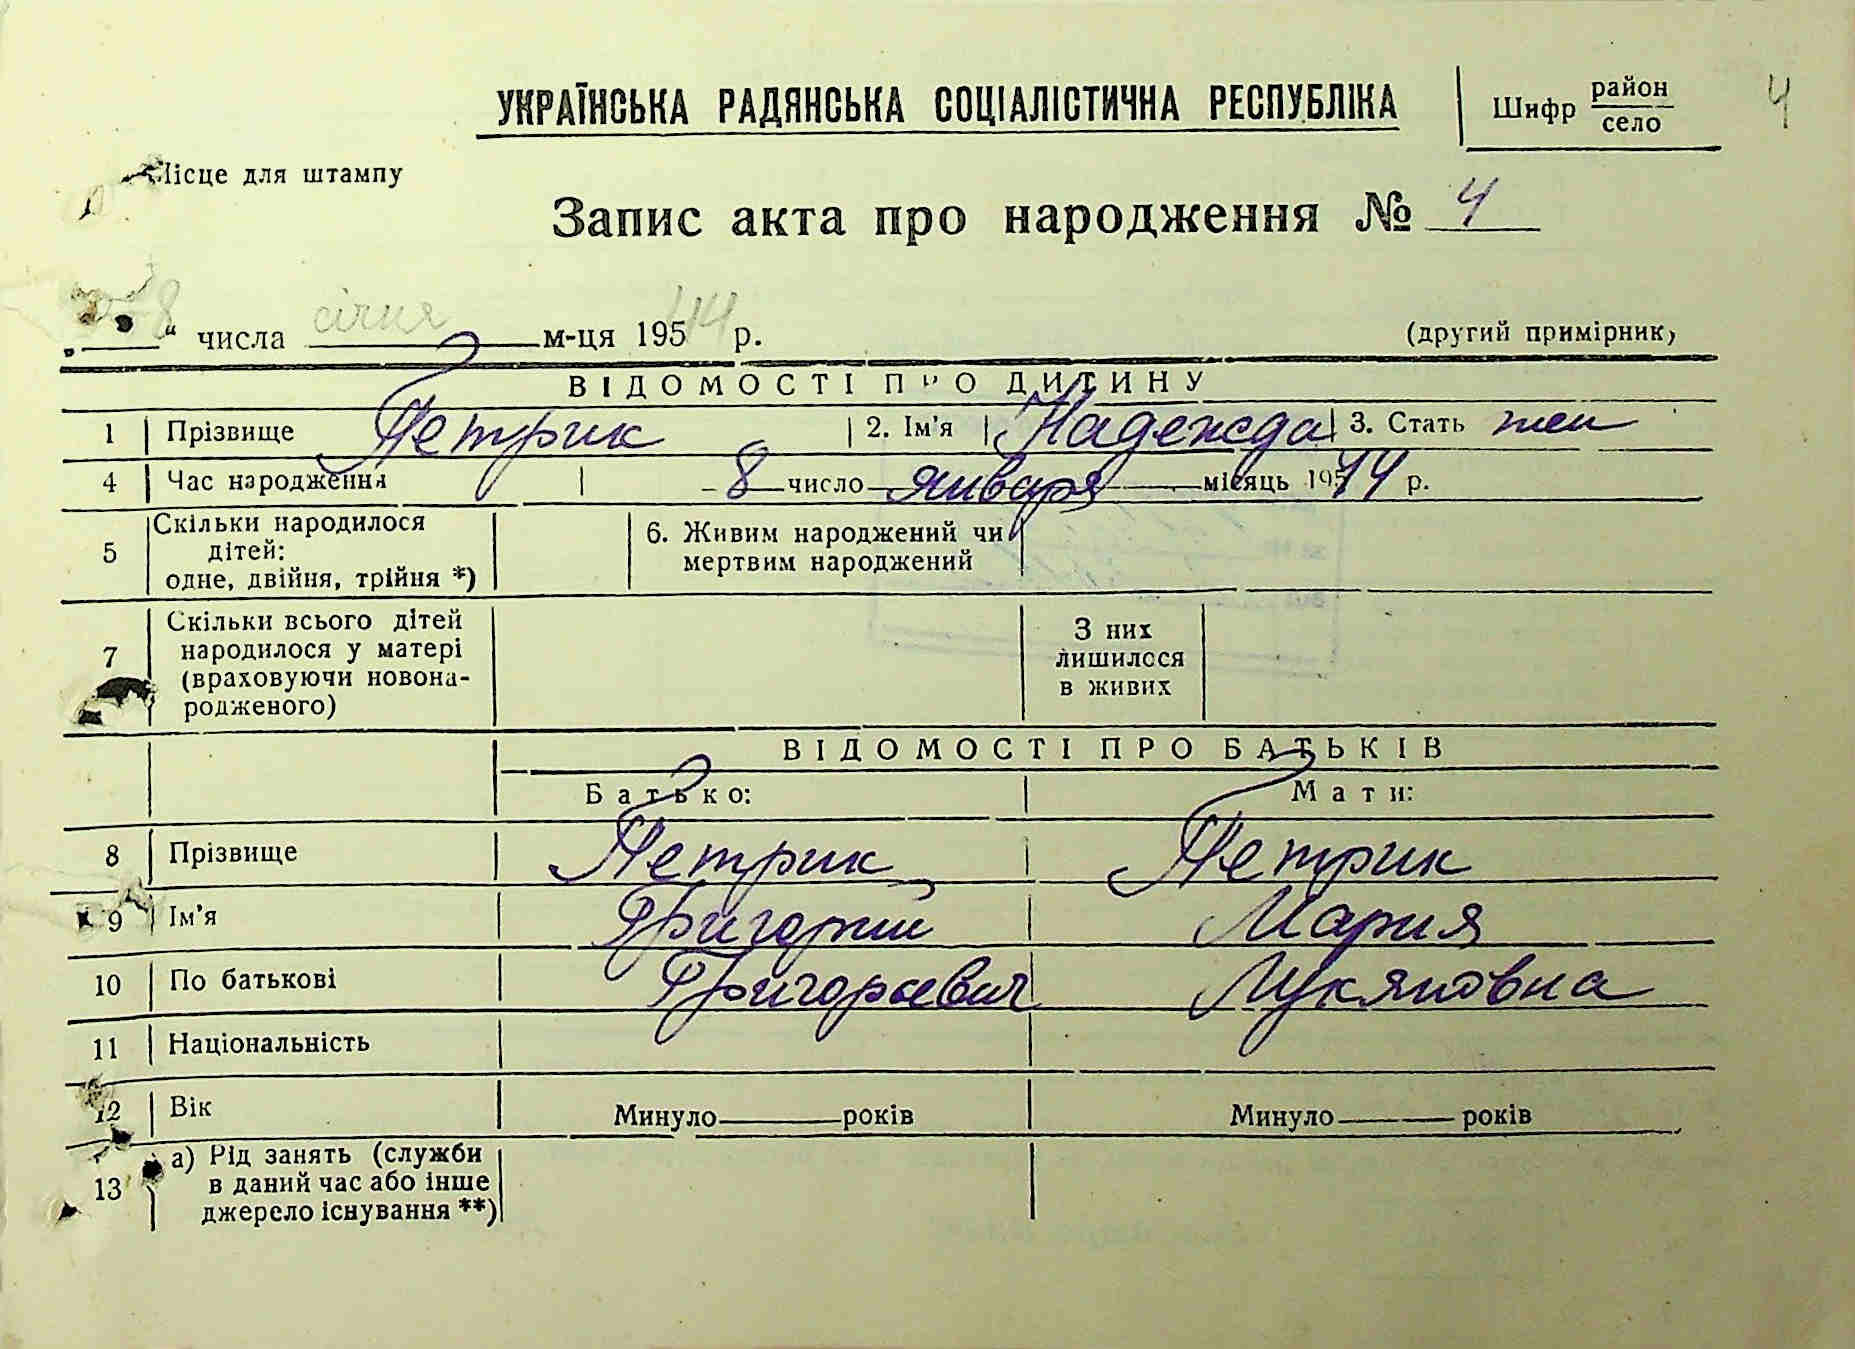 УКРАЇНСЬКА РАДЯНСЬКА СОЦІАЛІСТИЧНА РЕСПУБЛІКА
Шифр район село
4
Місце для штампу
Запис акта про народження № 4
"8" числа січня м-ця 195 44 р.
(другий примірник)
ВІДОМОСТІ ПРО ДИТИНУ
1 Прізвище Петрик 2. Ім'я Надежда 3. Стать жен
4 Час народження 8 число января місяць 1944 р.
5 Скільки народилося дітей: одне, двійня, трійня *) 6. Живим народжений чи мертвим народжений
7 Скільки всього дітей народилося у матері (враховуючи новонародженого) З них лишилося в живих
ВІДОМОСТІ ПРО БАТЬКІВ
Батько: Мати:
8 Прізвище Петрик Петрик
9 Ім'я Григорий Мария
10 По батькові Григорьевич Лукяновна
11 Національність
12 Вік Минуло років Минуло років
13 а) Рід занять (служби в даний час або інше джерело існування **)